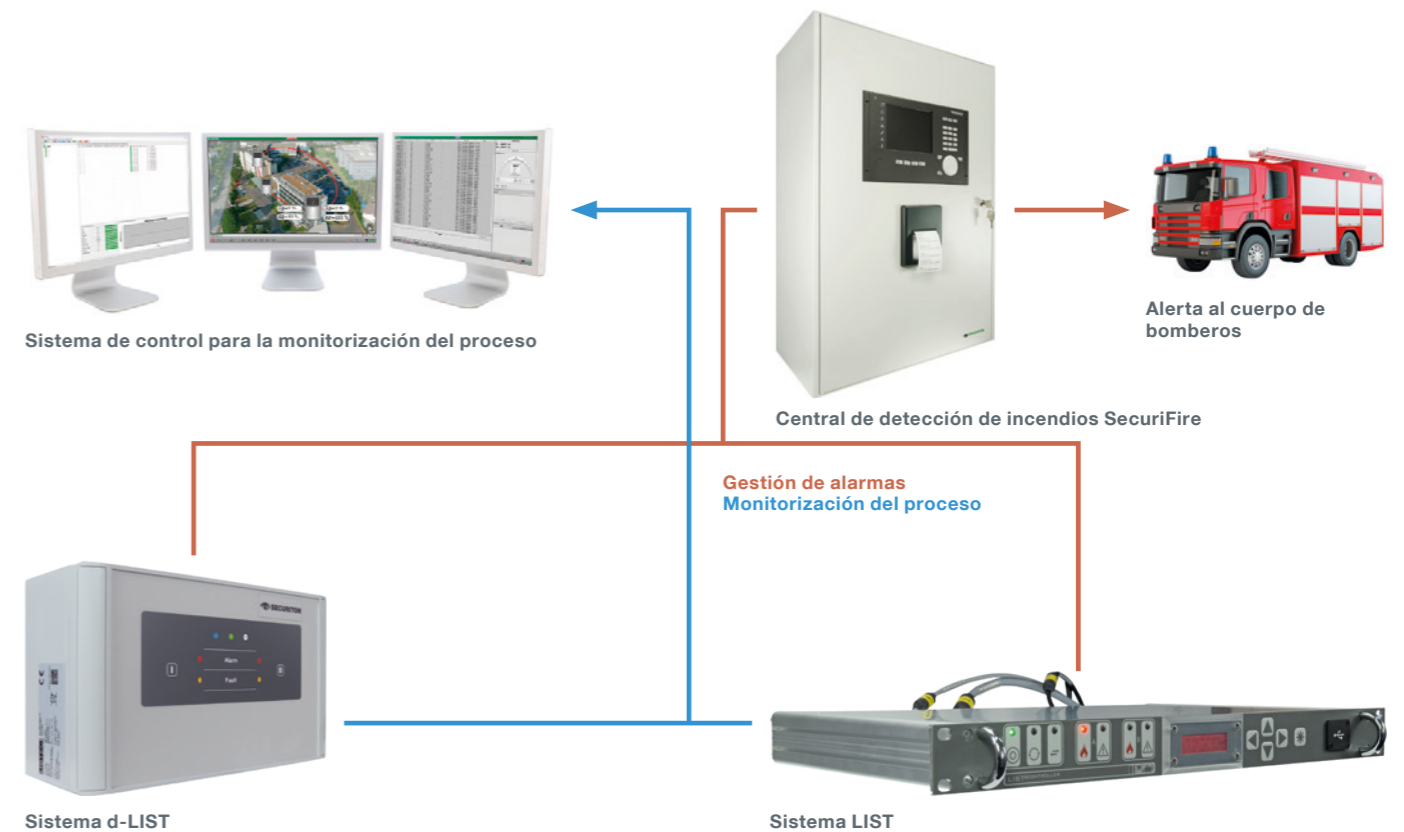 Sistema de control para la monitorización del proceso
Alerta al cuerpo de
bomberos
Central de detección de incendios SecuriFire
Gestión de alarmas
Monitorización del proceso
SECURITON
Alarm
Fault
Sistema d-LIST
LISTCONTROLLER
Sistema LIST